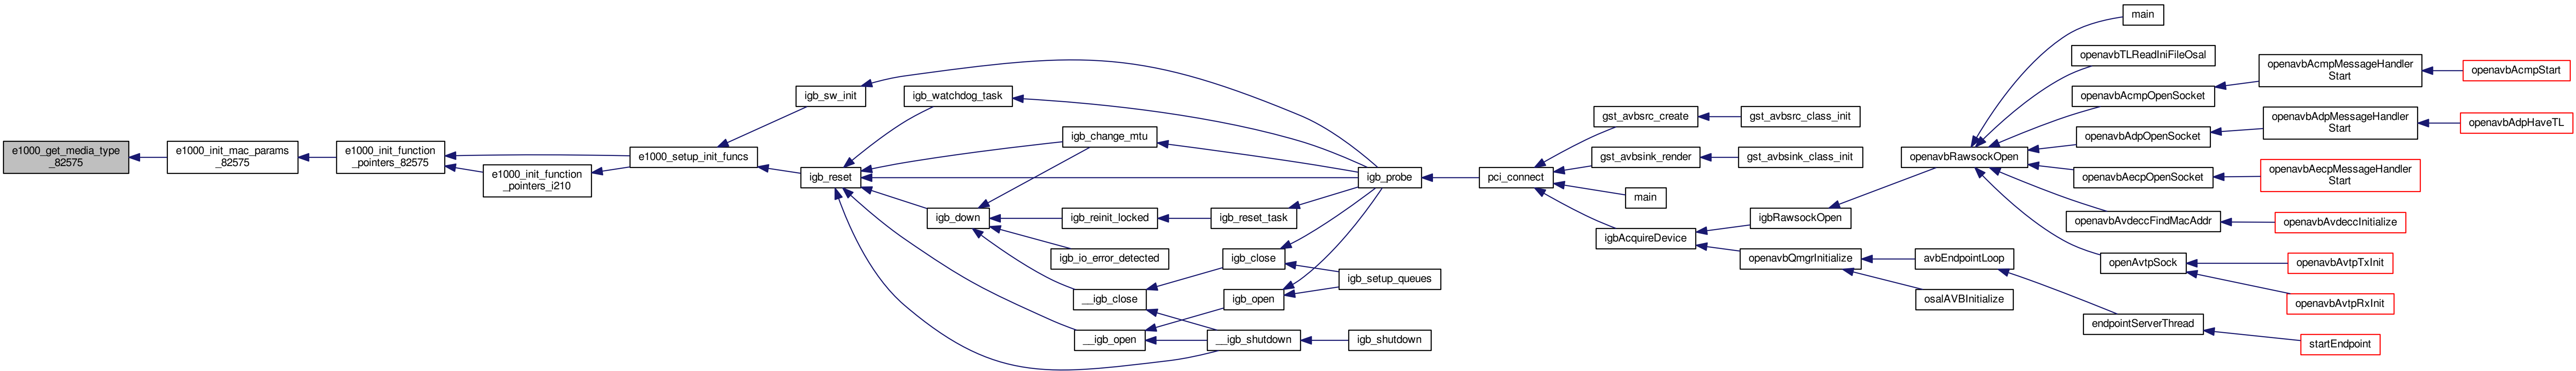 e1000_get_media_type
_82575
e1000_init_mac_params
_82575
e1000_init_function
_pointers_82575
e1000_init_function
_pointers_i210
e1000_setup_init_funcs
igb_sw_init
igb_reset
igb_watchdog_task
igb_change_mtu
igb_down
igb_reinit_locked
igb_io_error_detected
__igb_close
__igb_open
igb_reset_task
igb_close
igb_open
__igb_shutdown
igb_probe
igb_setup_queues
igb_shutdown
pci_connect
gst_avbsrc_create
gst_avbsink_render
main
igbAcquireDevice
gst_avbsrc_class_init
gst_avbsink_class_init
igbRawsockOpen
openavbQmgrInitialize
avbEndpointLoop
osalAVBInitialize
openavbRawsockOpen
main
openavbTLReadIniFileOsal
openavbAcmpOpenSocket
openavbAdpOpenSocket
openavbAecpOpenSocket
openavbAvdeccFindMacAddr
openAvtpSock
endpointServerThread
openavbAcmpMessageHandler
Start
openavbAdpMessageHandler
Start
openavbAecpMessageHandler
Start
openavbAvdeccInitialize
openavbAvtpTxInit
openavbAvtpRxInit
startEndpoint
openavbAcmpStart
openavbAdpHaveTL